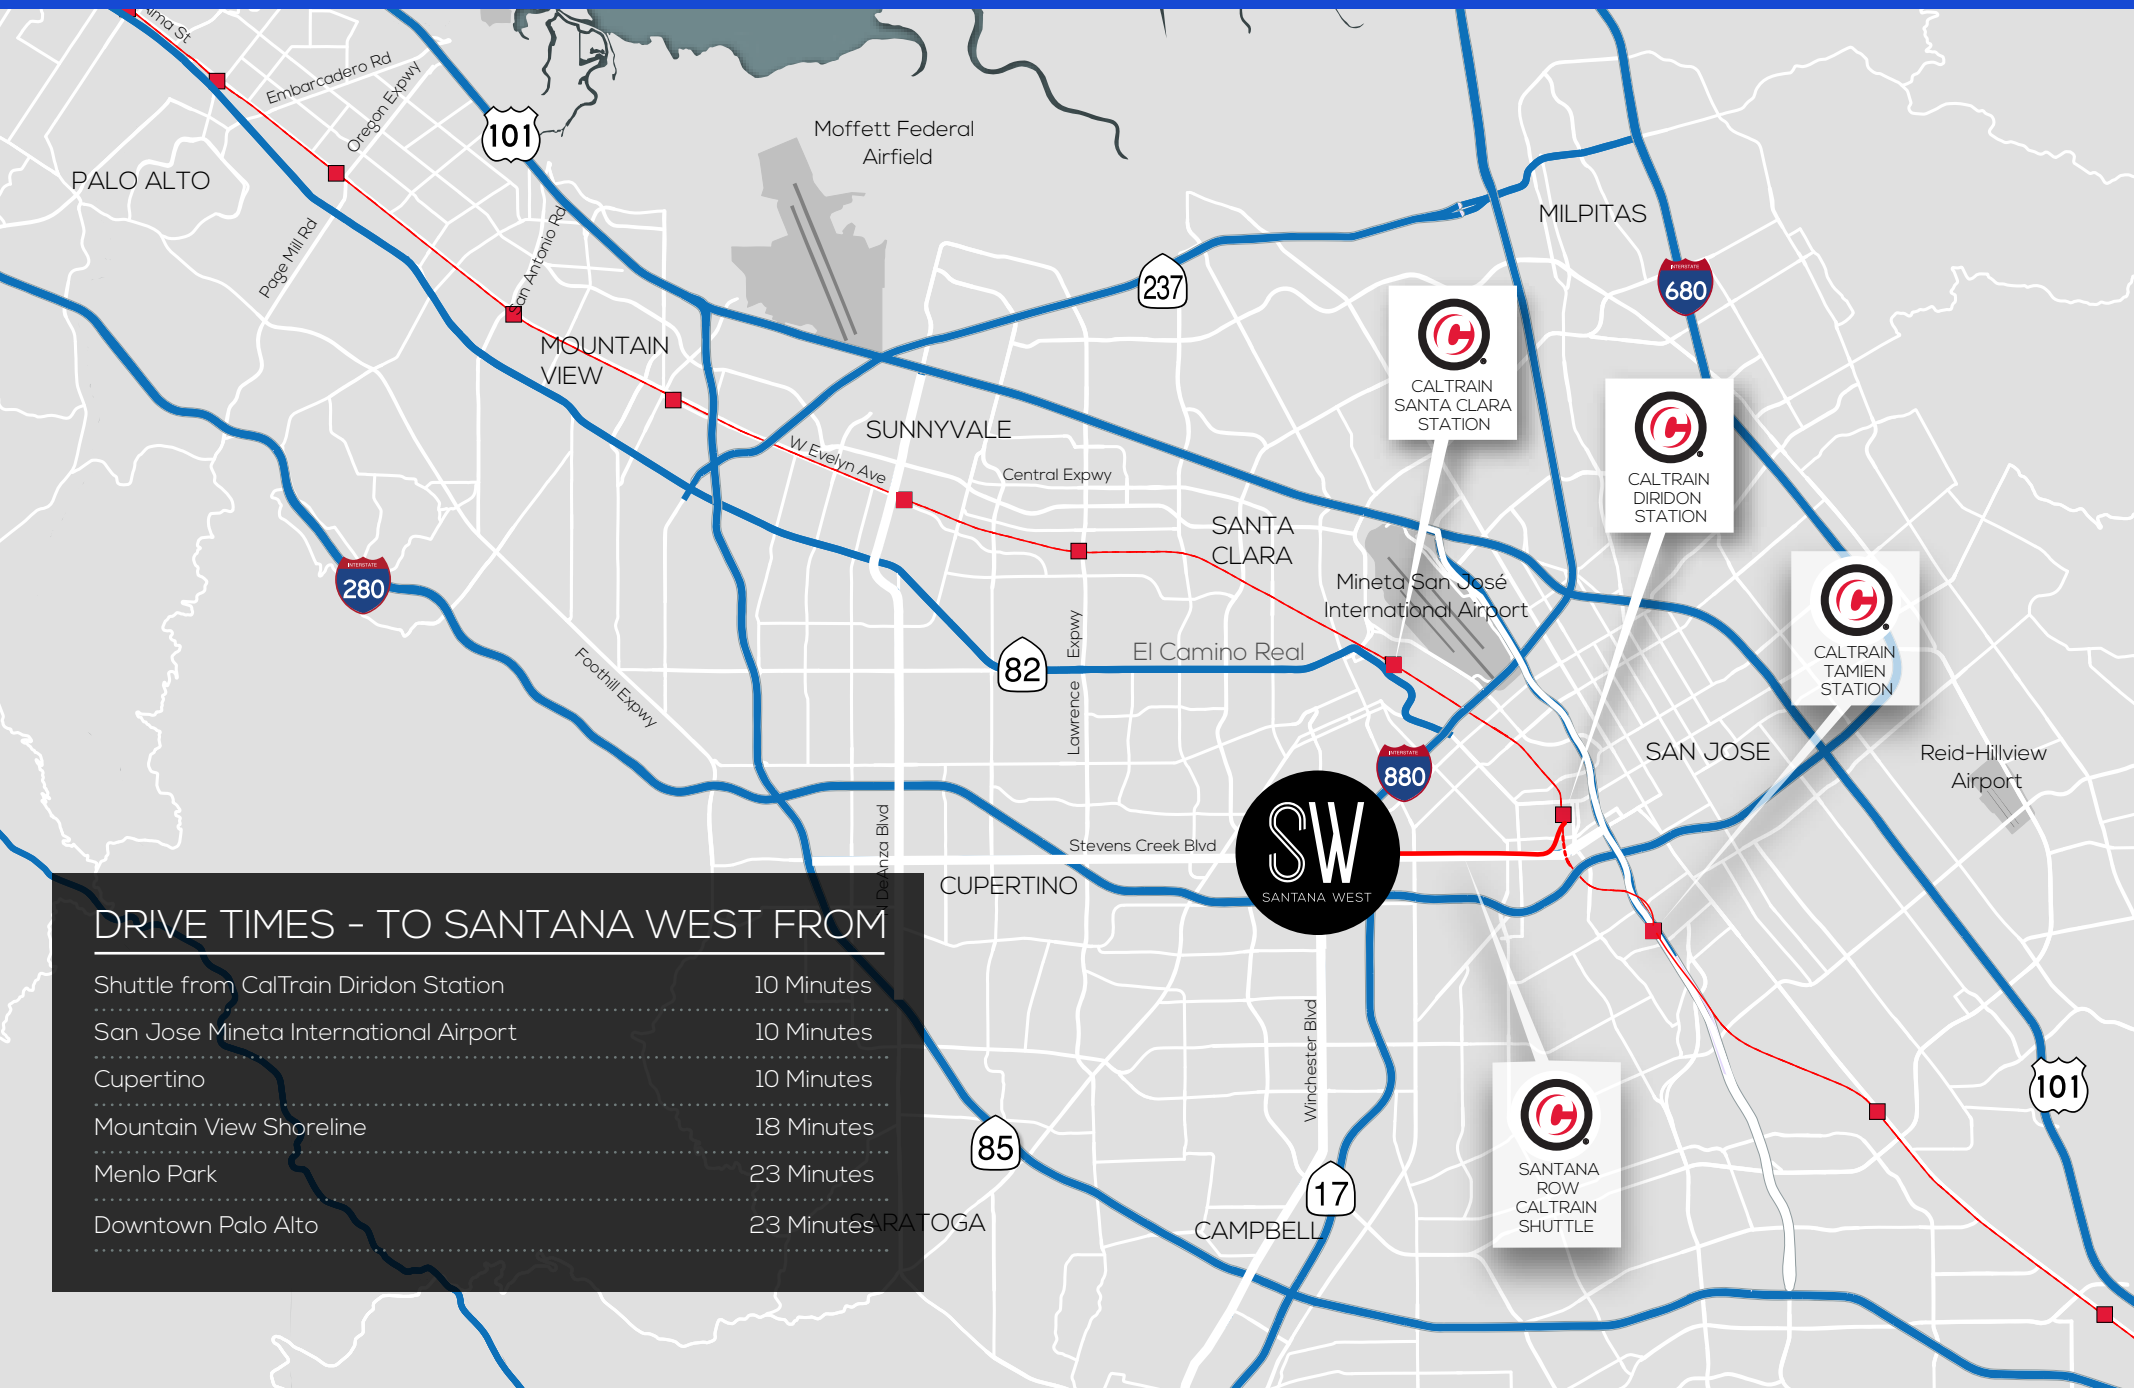 Alma St
Embarcadero Rd
Oregon Expwy
101
Moffett Federal
Airfield
PALO ALTO
Page Mill Rd
San Antonio Rd
MILPITAS
237
INTERSTATE
680
MOUNTAIN
VIEW
CALTRAIN
SANTA CLARA
STATION
SUNNYVALE
W Evelyn Ave
Central Expwy
CALTRAIN
DIRIDON
STATION
SANTA
CLARA
Mineta San José
International Airport
INTERSTATE
280
Foothill Expwy
82
Lawrence Expwy
El Camino Real
CALTRAIN
TAMIEN
STATION
SAN JOSE
Reid-Hillview
Airport
INTERSTATE
880
SW
SANTANA WEST
N DeAnza Blvd
Stevens Creek Blvd
CUPERTINO
DRIVE TIMES - TO SANTANA WEST FROM
Shuttle from CalTrain Diridon Station 10 Minutes
San Jose Mineta International Airport 10 Minutes
Cupertino 10 Minutes
Mountain View Shoreline 18 Minutes
Menlo Park 23 Minutes
Downtown Palo Alto 23 Minutes
SARATOGA
85
Winchester Blvd
17
CAMPBELL
SANTANA
ROW
CALTRAIN
SHUTTLE
101